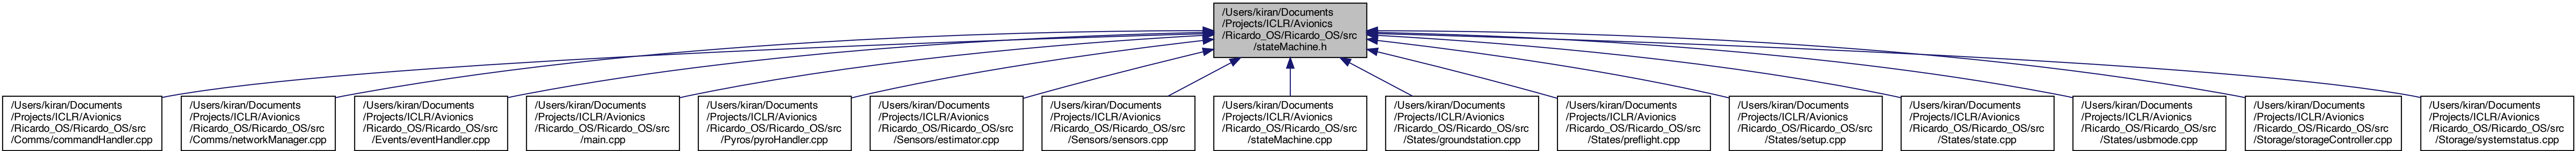 /Users/kiran/Documents
/Projects/ICLR/Avionics
/Ricardo_OS/Ricardo_OS/src
/stateMachine.h
/Users/kiran/Documents
/Projects/ICLR/Avionics
/Ricardo_OS/Ricardo_OS/src
/Comms/commandHandler.cpp
/Users/kiran/Documents
/Projects/ICLR/Avionics
/Ricardo_OS/Ricardo_OS/src
/Comms/networkManager.cpp
/Users/kiran/Documents
/Projects/ICLR/Avionics
/Ricardo_OS/Ricardo_OS/src
/Events/eventHandler.cpp
/Users/kiran/Documents
/Projects/ICLR/Avionics
/Ricardo_OS/Ricardo_OS/src
/main.cpp
/Users/kiran/Documents
/Projects/ICLR/Avionics
/Ricardo_OS/Ricardo_OS/src
/Pyros/pyroHandler.cpp
/Users/kiran/Documents
/Projects/ICLR/Avionics
/Ricardo_OS/Ricardo_OS/src
/Sensors/estimator.cpp
/Users/kiran/Documents
/Projects/ICLR/Avionics
/Ricardo_OS/Ricardo_OS/src
/Sensors/sensors.cpp
/Users/kiran/Documents
/Projects/ICLR/Avionics
/Ricardo_OS/Ricardo_OS/src
/stateMachine.cpp
/Users/kiran/Documents
/Projects/ICLR/Avionics
/Ricardo_OS/Ricardo_OS/src
/States/groundstation.cpp
/Users/kiran/Documents
/Projects/ICLR/Avionics
/Ricardo_OS/Ricardo_OS/src
/States/preflight.cpp
/Users/kiran/Documents
/Projects/ICLR/Avionics
/Ricardo_OS/Ricardo_OS/src
/States/setup.cpp
/Users/kiran/Documents
/Projects/ICLR/Avionics
/Ricardo_OS/Ricardo_OS/src
/States/state.cpp
/Users/kiran/Documents
/Projects/ICLR/Avionics
/Ricardo_OS/Ricardo_OS/src
/States/usbmode.cpp
/Users/kiran/Documents
/Projects/ICLR/Avionics
/Ricardo_OS/Ricardo_OS/src
/Storage/storageController.cpp
/Users/kiran/Documents
/Projects/ICLR/Avionics
/Ricardo_OS/Ricardo_OS/src
/Storage/systemstatus.cpp